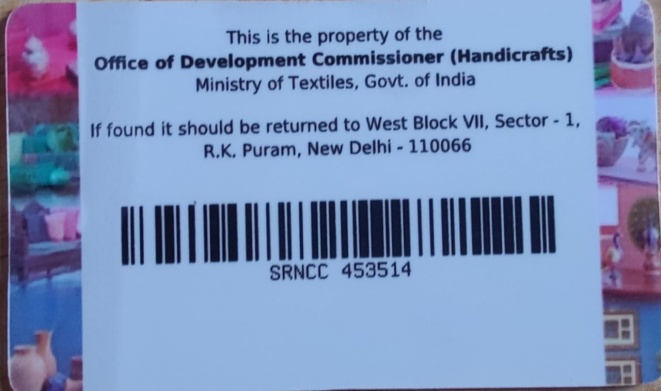 This is the property of the
Office of Development Commissioner (Handicrafts)
Ministry of Textiles, Govt. of India
If found it should be returned to West Block VII, Sector - 1,
R.K. Puram, New Delhi - 110066
SRNCC 453514